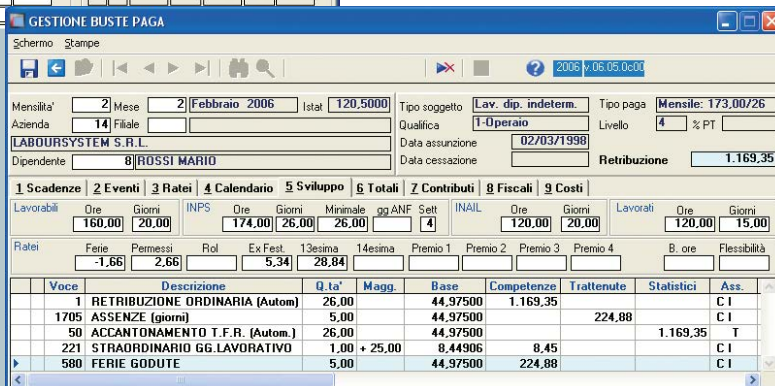 GESTIONE BUSTE PAGA
Schermo Stampe
2006 v.06.05.0c00
Mensilita' 2 Mese 2 Febbraio 2006 Istat 120,5000
Azienda 14 Filiale
LABOURSYSTEM S.R.L.
Dipendente 8 ROSSI MARIO
Tipo soggetto Lav. dip. indeterm. Tipo paga Mensile: 173,00/26
Qualifica 1-Operaio Livello 4 % PT
Data assunzione 02/03/1998
Data cessazione Retribuzione 1.169,35
1 Scadenze 2 Eventi 3 Ratei 4 Calendario 5 Sviluppo 6 Totali 7 Contributi 8 Fiscali 9 Costi
Lavorabili Ore Giorni INPS Ore Giorni Minimale gg ANF Sett INAIL Ore Giorni Lavorati Ore Giorni
160,00 20,00 174,00 26,00 26,00 4 120,00 20,00 120,00 15,00
Ratei Ferie Permessi Rol Ex Fest. 13esima 14esima Premio 1 Premio 2 Premio 3 Premio 4 B. ore Flessibilità
-1,66 2,66 5,34 28,84
Voce Descrizione Q.ta' Magg. Base Competenze Trattenute Statistici Ass.
1 RETRIBUZIONE ORDINARIA (Autom) 26,00 44,97500 1.169,35 C I
1705 ASSENZE (giorni) 5,00 44,97500 224,88 C I
50 ACCANTONAMENTO T.F.R. (Autom.) 26,00 44,97500 1.169,35 T
221 STRAORDINARIO GG.LAVORATIVO 1,00 + 25,00 8,44906 8,45 C I
580 FERIE GODUTE 5,00 44,97500 224,88 C I